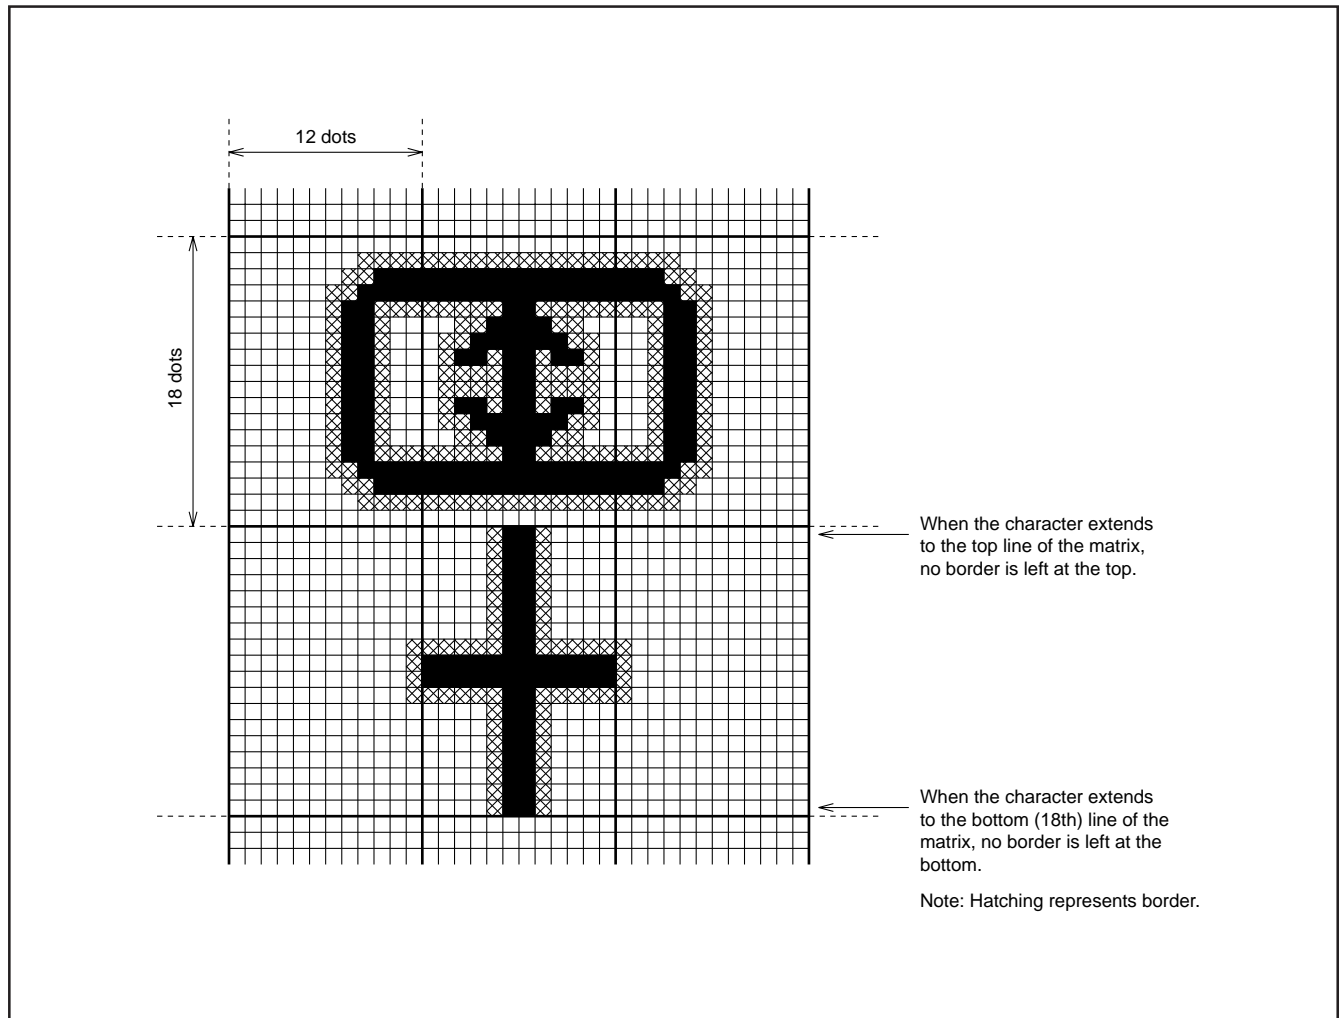 12 dots
18 dots
When the character extends
to the top line of the matrix,
no border is left at the top.
When the character extends
to the bottom (18th) line of the
matrix, no border is left at the
bottom.
Note: Hatching represents border.